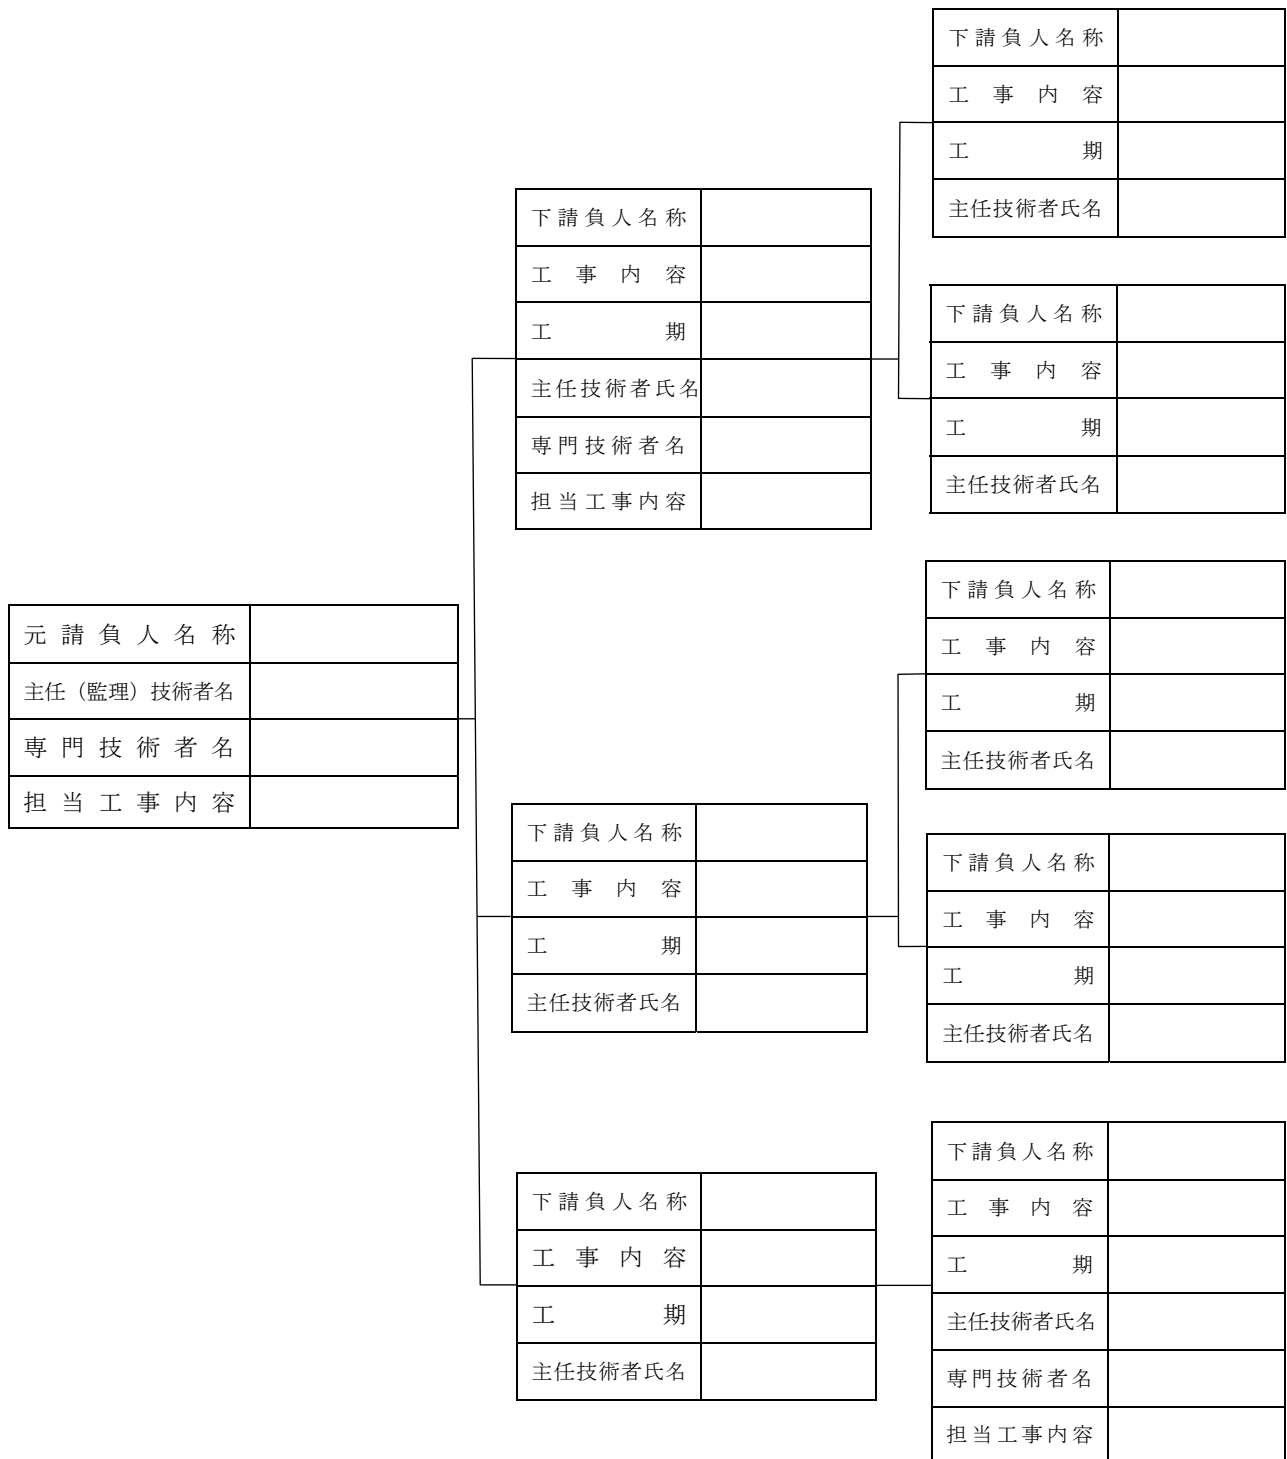 元請負人名称
主任（監理）技術者名
専門技術者名
担当工事内容
下請負人名称
工事内容
工期
主任技術者氏名
専門技術者名
担当工事内容
下請負人名称
工事内容
工期
主任技術者氏名
下請負人名称
工事内容
工期
主任技術者氏名
下請負人名称
工事内容
工期
主任技術者氏名
下請負人名称
工事内容
工期
主任技術者氏名
下請負人名称
工事内容
工期
主任技術者氏名
下請負人名称
工事内容
工期
主任技術者氏名
下請負人名称
工事内容
工期
主任技術者氏名
専門技術者名
担当工事内容